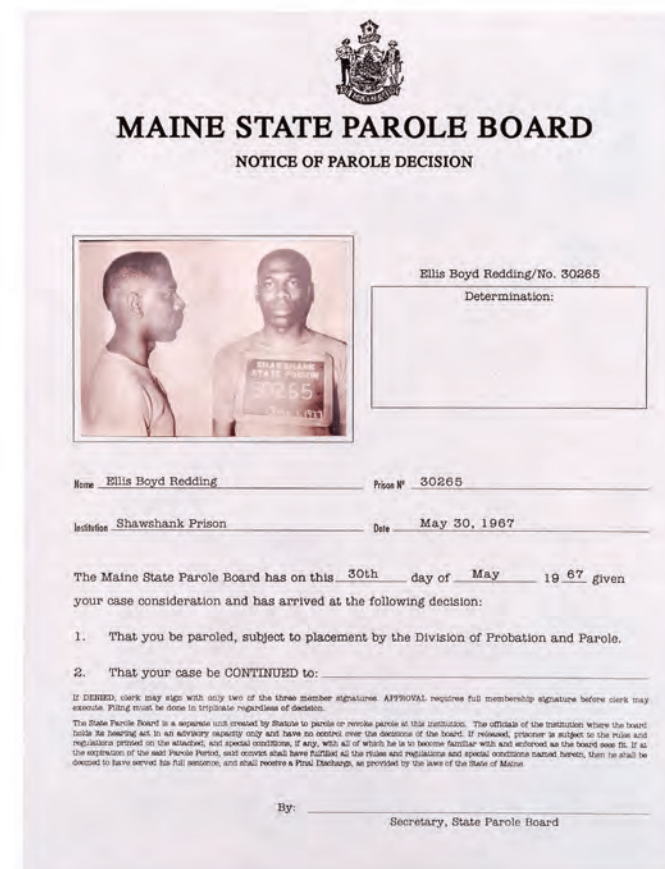 MAINE
MAINE STATE PAROLE BOARD
NOTICE OF PAROLE DECISION
Ellis Boyd Redding/No. 30265
Determination:
SHAWSHANK
STATE PRISON
30265
Name Ellis Boyd Redding Prison Nº 30265
Institution Shawshank Prison Date May 30, 1967
The Maine State Parole Board has on this 30th day of May 19 67 given
your case consideration and has arrived at the following decision:
1. That you be paroled, subject to placement by the Division of Probation and Parole.
2. That your case be CONTINUED to:
If DENIED, clerk may sign with only two of the three member signatures. APPROVAL requires full membership signature before clerk may
execute. Filing must be done in triplicate regardless of decision.
The State Parole Board is a separate unit created by Statute to parole or revoke parole at this institution. The officials of the institution where the board
holds its hearing act in an advisory capacity only and have no control over the decisions of the board. If released, prisoner is subject to the rules and
regulations printed on the attached, and special conditions, if any, with all of which he is to become familiar with and enforced as the board sees fit. If at
the expiration of the said Parole Period, said convict shall have fulfilled all the rules and regulations and special conditions named herein, then he shall be
deemed to have served his full sentence, and shall receive a Final Discharge, as provided by the laws of the State of Maine.
By:
Secretary, State Parole Board